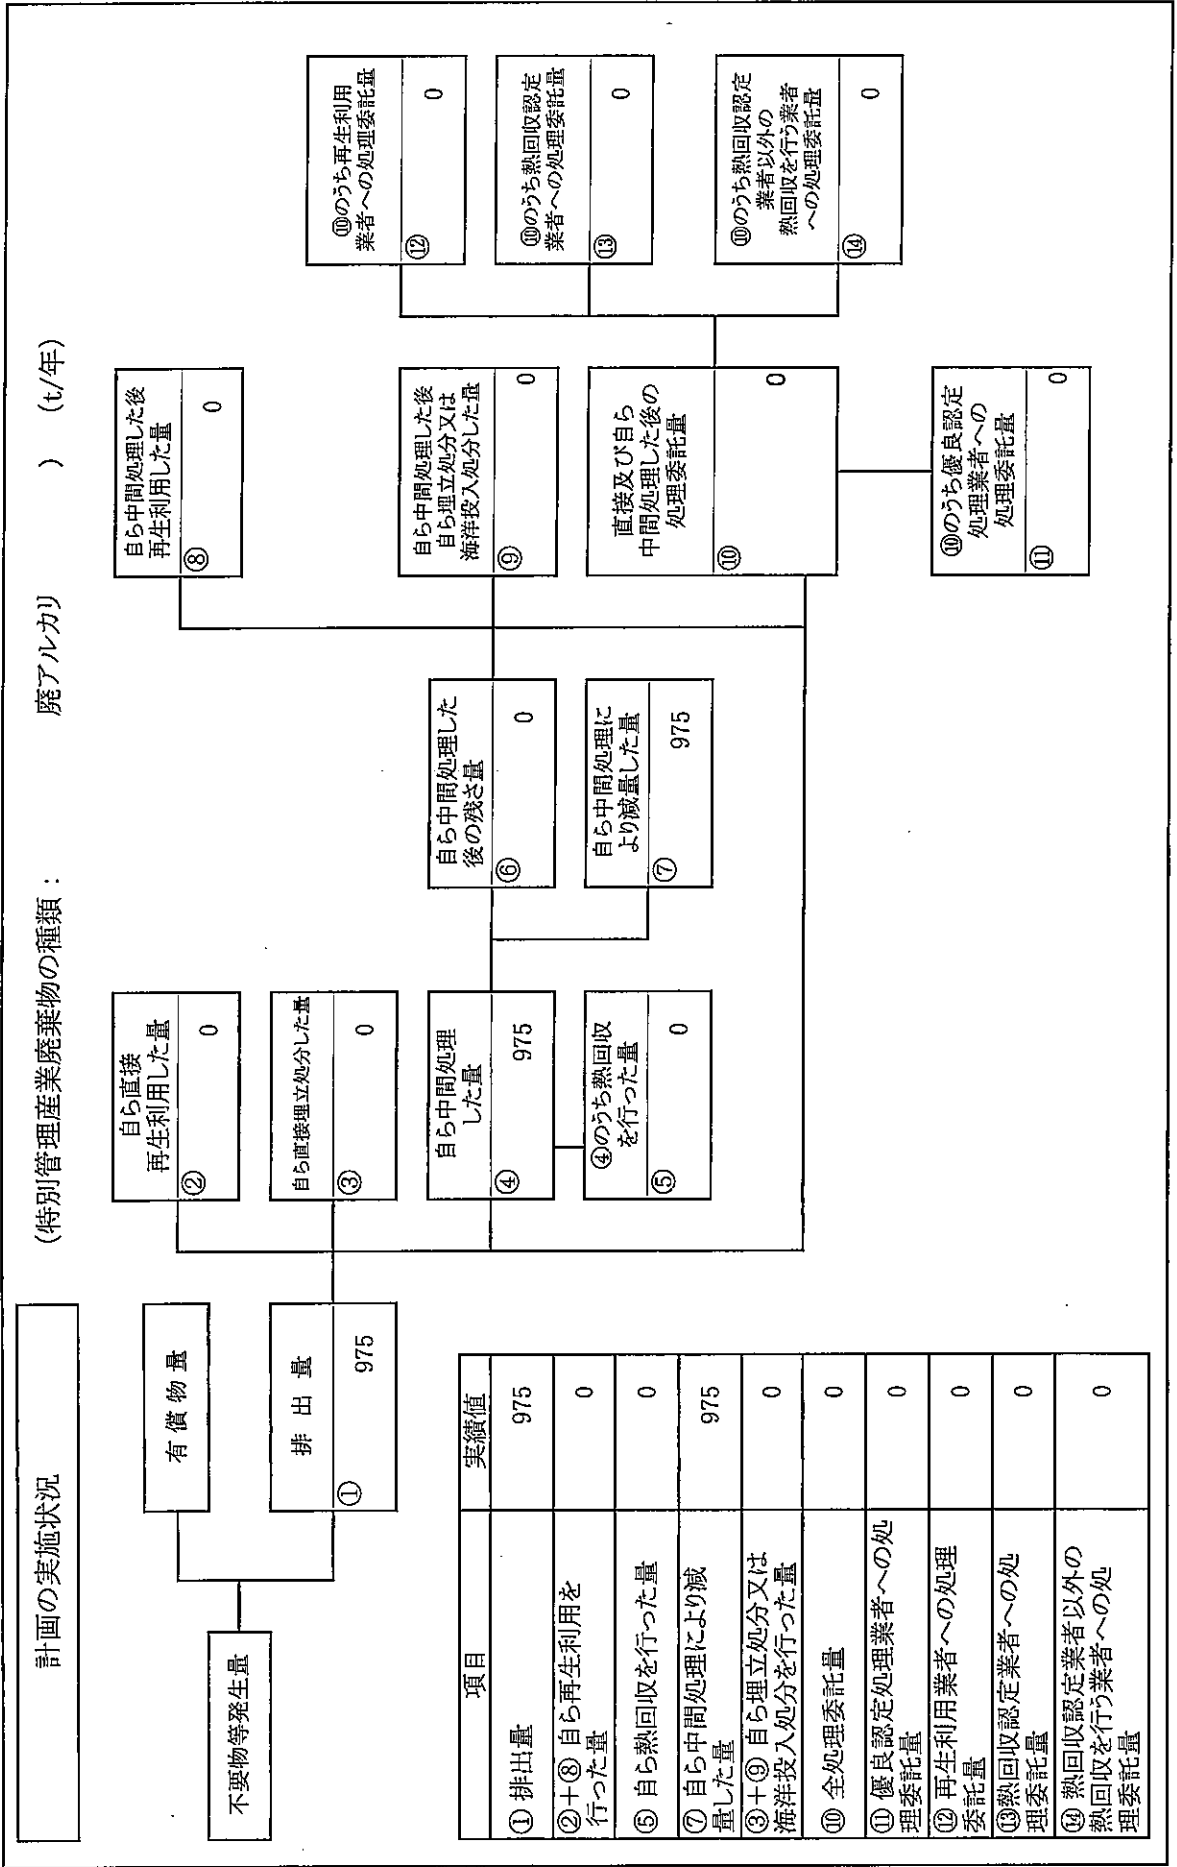 計画の実施状況
(特別管理産業廃棄物の種類：　廃アルカリ　)　(t/年)
不要物等発生量
有償物量
排出量
① 975
自ら直接
再生利用した量
② 0
自ら直接埋立処分した量
③ 0
自ら中間処理
した量
④ 975
④のうち熱回収
を行った量
⑤ 0
自ら中間処理した
後の残さ量
⑥ 0
自ら中間処理に
より減量した量
⑦ 975
自ら中間処理した後
再生利用した量
⑧ 0
自ら中間処理した後
自ら埋立処分又は
海洋投入処分した量
⑨ 0
直接及び自ら
中間処理した後の
処理委託量
⑩ 0
⑩のうち優良認定
処理業者への
処理委託量
⑪ 0
⑩のうち再生利用
業者への処理委託量
⑫ 0
⑩のうち熱回収認定
業者への処理委託量
⑬ 0
⑩のうち熱回収認定
業者以外の
熱回収を行う業者
への処理委託量
⑭ 0
項目 実績値
① 排出量 975
②+⑧ 自ら再生利用を
行った量 0
⑤ 自ら熱回収を行った量 0
⑦ 自ら中間処理により減
量した量 975
③+⑨ 自ら埋立処分又は
海洋投入処分を行った量 0
⑩ 全処理委託量 0
⑪ 優良認定処理業者への処
理委託量 0
⑫ 再生利用業者への処理
委託量 0
⑬熱回収認定業者への処
理委託量 0
⑭ 熱回収認定業者以外の
熱回収を行う業者への処
理委託量 0